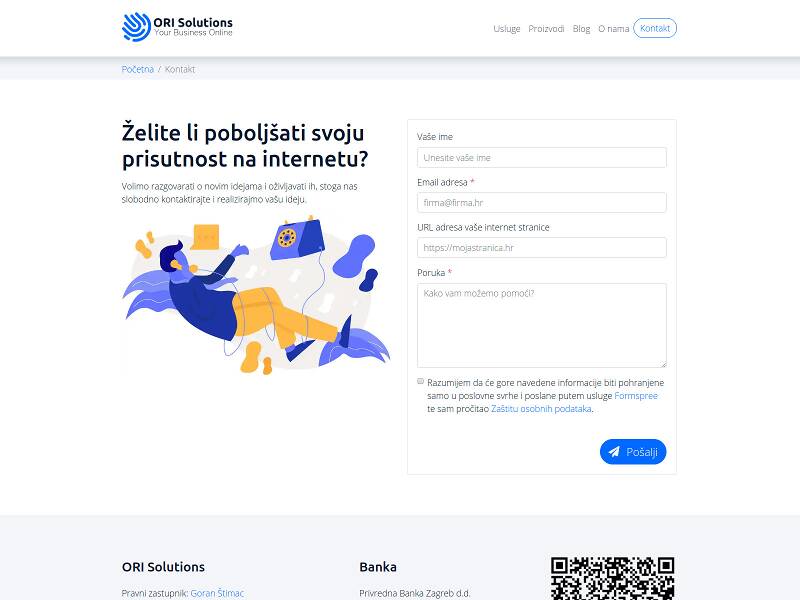 ORI Solutions
Your Business Online
Usluge
Proizvodi
Blog
O nama
Kontakt
Početna / Kontakt
Želite li poboljšati svoju
prisutnost na internetu?
Volimo razgovarati o novim idejama i oživljavati ih, stoga nas
slobodno kontaktirajte i realizirajmo vašu ideju.
Vaše ime
Unesite vaše ime
Email adresa *
firma@firma.hr
URL adresa vaše internet stranice
https://mojastranica.hr
Poruka *
Kako vam možemo pomoći?
Razumijem da će gore navedene informacije biti pohranjene
samo u poslovne svrhe i poslane putem usluge Formspree
te sam pročitao Zaštitu osobnih podataka.
Pošalji
ORI Solutions
Pravni zastupnik: Goran Štimac
Banka
Privredna Banka Zagreb d.d.